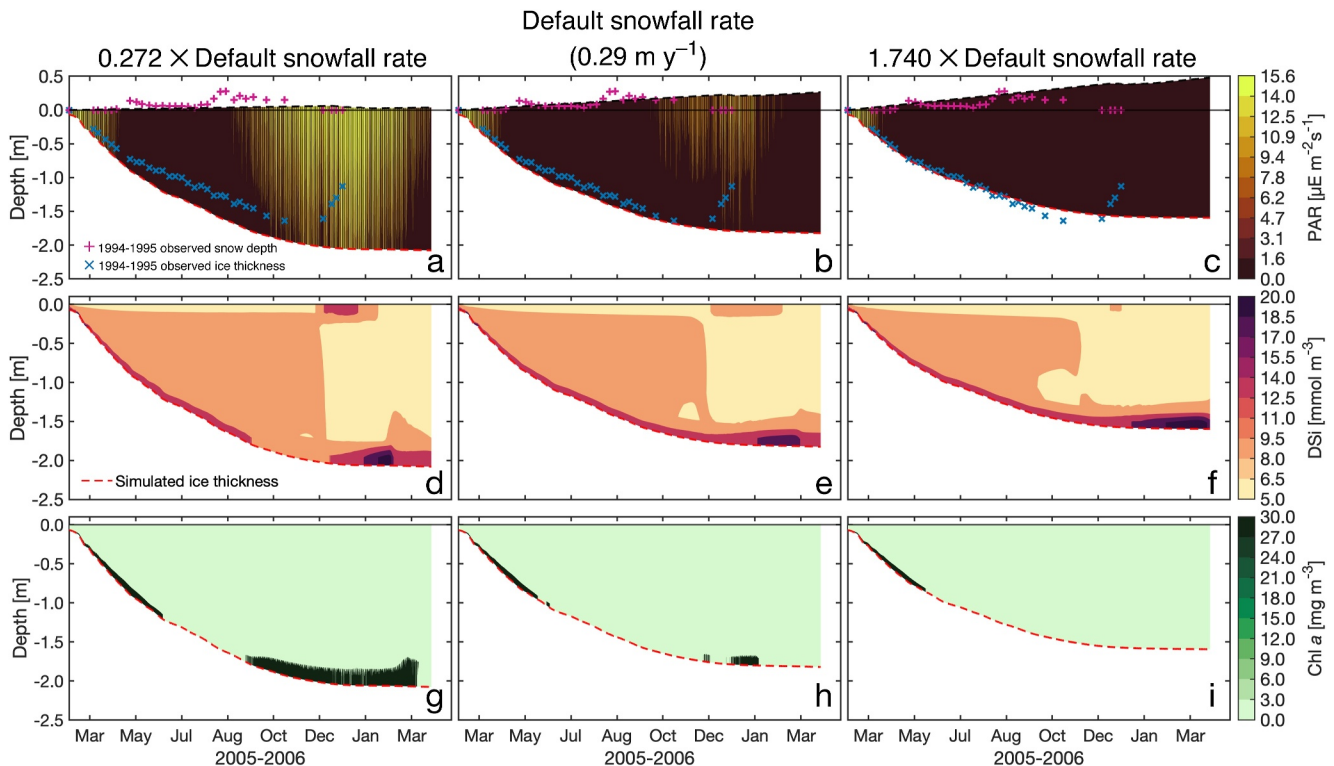 Default snowfall rate
0.272 × Default snowfall rate
(0.29 m y⁻¹)
1.740 × Default snowfall rate
0.5
0.0
-0.5
-1.0
-1.5
-2.0
-2.5
Depth [m]
+ 1994-1995 observed snow depth
× 1994-1995 observed ice thickness
a
b
c
15.6
14.0
12.5
10.9
9.4
7.8
6.2
4.7
3.1
1.6
0.0
PAR [µE m⁻²s⁻¹]
0.0
-0.5
-1.0
-1.5
-2.0
-2.5
Depth [m]
Simulated ice thickness
d
e
f
20.0
18.5
17.0
15.5
14.0
12.5
11.0
9.5
8.0
6.5
5.0
DSi [mmol m⁻³]
0.0
-0.5
-1.0
-1.5
-2.0
-2.5
Depth [m]
g
h
i
30.0
27.0
24.0
21.0
18.0
15.0
12.0
9.0
6.0
3.0
0.0
Chl a [mg m⁻³]
Mar May Jul Aug Oct Dec Jan Mar
Mar May Jul Aug Oct Dec Jan Mar
Mar May Jul Aug Oct Dec Jan Mar
2005-2006
2005-2006
2005-2006